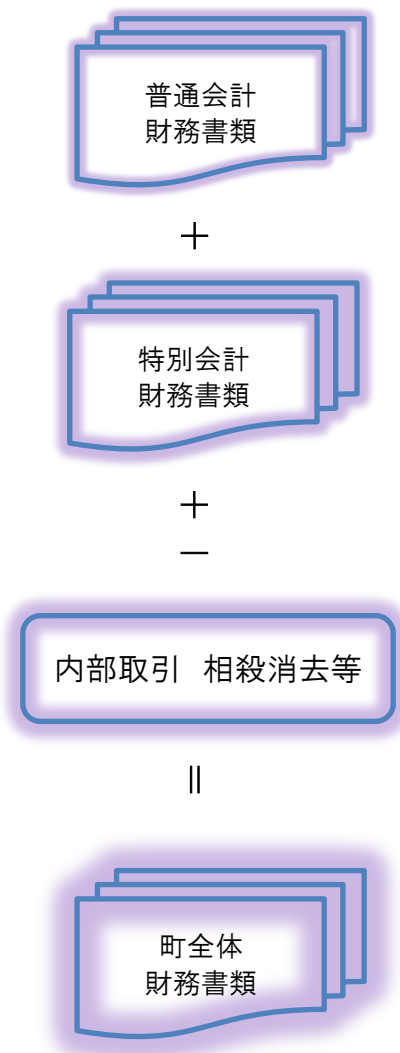 普通会計
財務書類
＋
特別会計
財務書類
＋
－
内部取引　相殺消去等
＝
町全体
財務書類